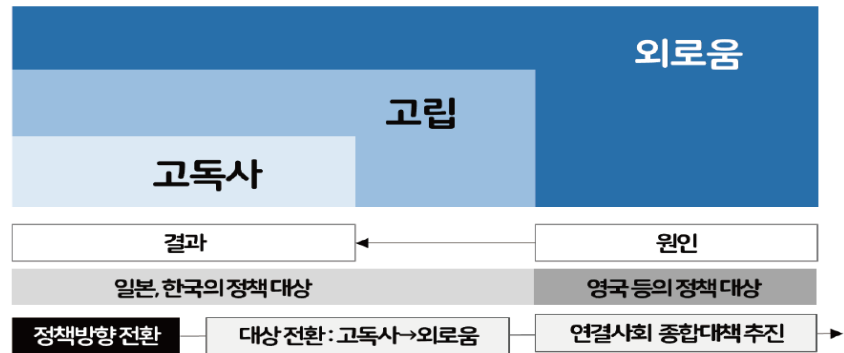 외로움
고립
고독사
결과
원인
일본, 한국의 정책 대상
영국 등의 정책 대상
정책방향 전환
대상 전환 : 고독사→외로움
연결사회 종합대책 추진